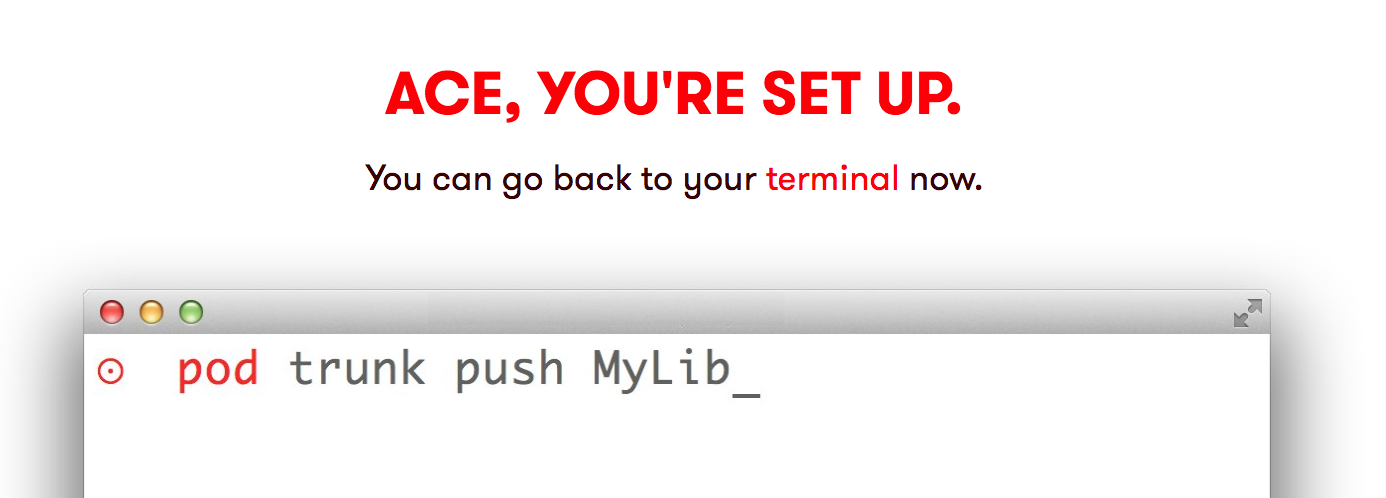 ACE, YOU'RE SET UP.
You can go back to your terminal now.
pod trunk push MyLib_